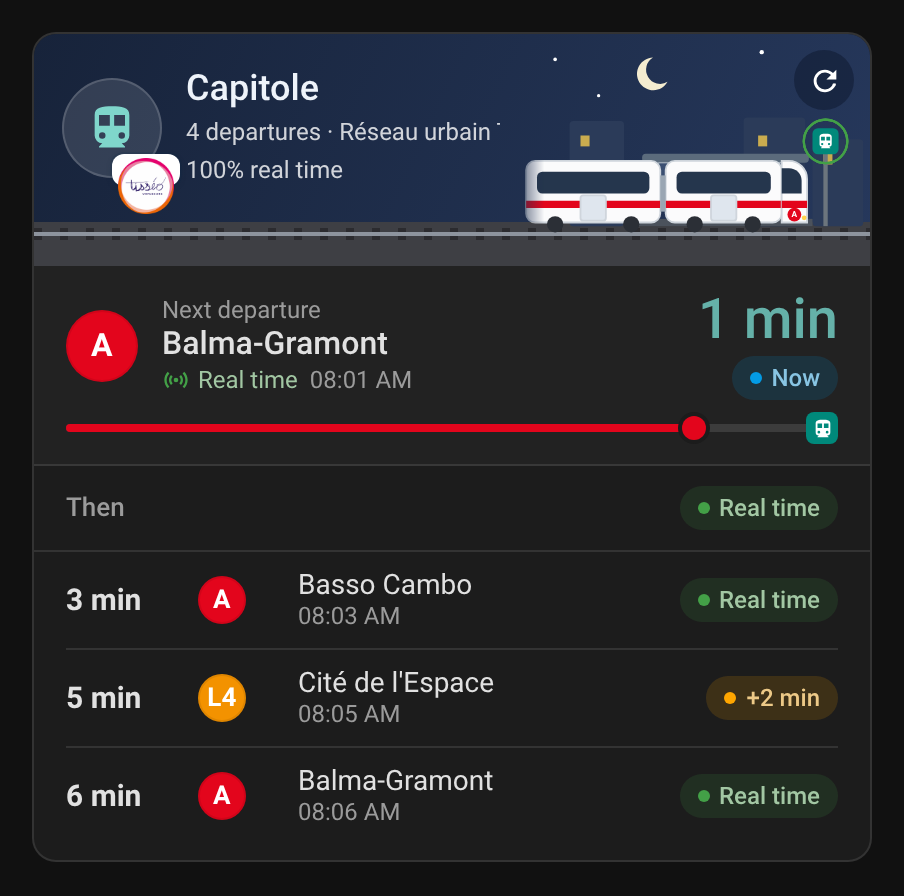 Capitole
4 departures · Réseau urbain
100% real time
tisséo
A
A
Next departure
Balma-Gramont
Real time 08:01 AM
1 min
Now
Then
Real time
3 min
A
Basso Cambo
08:03 AM
Real time
5 min
L4
Cité de l'Espace
08:05 AM
+2 min
6 min
A
Balma-Gramont
08:06 AM
Real time